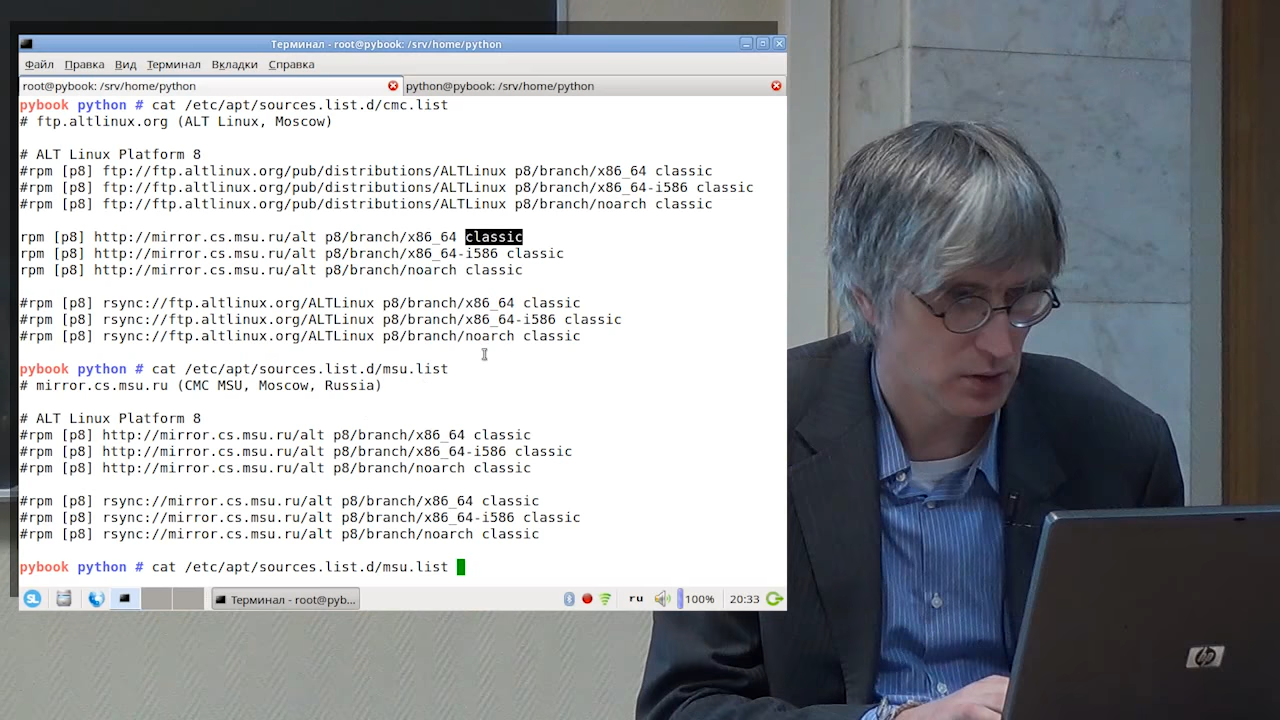 Терминал - root@pybook: /srv/home/python
Файл Правка Вид Терминал Вкладки Справка
root@pybook: /srv/home/python python@pybook: /srv/home/python
pybook python # cat /etc/apt/sources.list.d/cmc.list
# ftp.altlinux.org (ALT Linux, Moscow)
# ALT Linux Platform 8
#rpm [p8] ftp://ftp.altlinux.org/pub/distributions/ALTLinux p8/branch/x86_64 classic
#rpm [p8] ftp://ftp.altlinux.org/pub/distributions/ALTLinux p8/branch/x86_64-i586 classic
#rpm [p8] ftp://ftp.altlinux.org/pub/distributions/ALTLinux p8/branch/noarch classic
rpm [p8] http://mirror.cs.msu.ru/alt p8/branch/x86_64 classic
rpm [p8] http://mirror.cs.msu.ru/alt p8/branch/x86_64-i586 classic
rpm [p8] http://mirror.cs.msu.ru/alt p8/branch/noarch classic
#rpm [p8] rsync://ftp.altlinux.org/ALTLinux p8/branch/x86_64 classic
#rpm [p8] rsync://ftp.altlinux.org/ALTLinux p8/branch/x86_64-i586 classic
#rpm [p8] rsync://ftp.altlinux.org/ALTLinux p8/branch/noarch classic
pybook python # cat /etc/apt/sources.list.d/msu.list
# mirror.cs.msu.ru (CMC MSU, Moscow, Russia)
# ALT Linux Platform 8
#rpm [p8] http://mirror.cs.msu.ru/alt p8/branch/x86_64 classic
#rpm [p8] http://mirror.cs.msu.ru/alt p8/branch/x86_64-i586 classic
#rpm [p8] http://mirror.cs.msu.ru/alt p8/branch/noarch classic
#rpm [p8] rsync://mirror.cs.msu.ru/alt p8/branch/x86_64 classic
#rpm [p8] rsync://mirror.cs.msu.ru/alt p8/branch/x86_64-i586 classic
#rpm [p8] rsync://mirror.cs.msu.ru/alt p8/branch/noarch classic
pybook python # cat /etc/apt/sources.list.d/msu.list
SL Терминал - root@pyb... ru 100% 20:33
hp